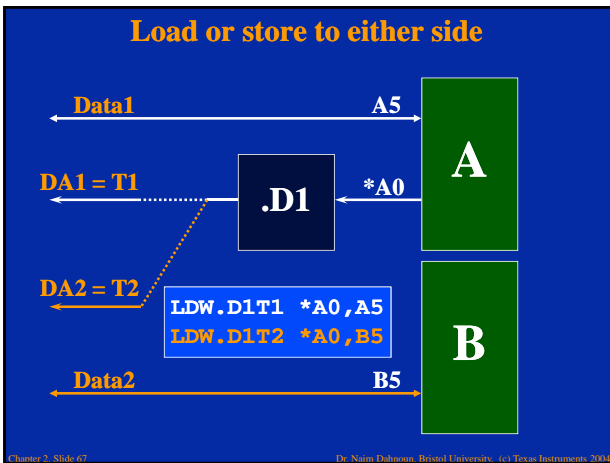 Load or store to either side
Data1 A5
A
DA1 = T1 .D1 *A0
DA2 = T2
LDW.D1T1 *A0,A5
LDW.D1T2 *A0,B5
B
Data2 B5
Chapter 2, Slide 67 Dr. Naim Dahnoun, Bristol University, (c) Texas Instruments 2004